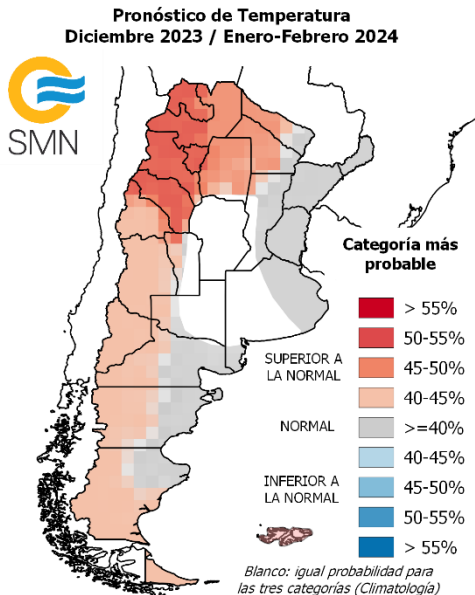 Pronóstico de Temperatura
Diciembre 2023 / Enero-Febrero 2024
SMN
Categoría más
probable
> 55%
50-55%
SUPERIOR A
LA NORMAL
45-50%
40-45%
NORMAL
>=40%
40-45%
INFERIOR A
LA NORMAL
45-50%
50-55%
> 55%
Blanco: igual probabilidad para
las tres categorías (Climatología)